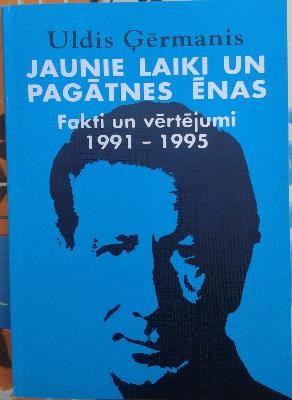 Uldis Ģērmanis
JAUNIE LAIKI UN
PAGĀTNES ĒNAS
Fakti un vērtējumi
1991 – 1995